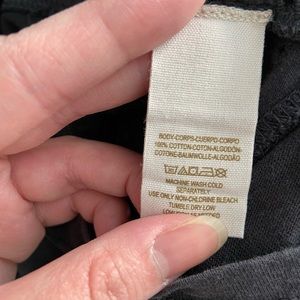 BODY-CORPS-CUERPO-CORPO
100% COTTON-COTON-ALGODÓN-
COTONE-BAUMWOLLE-ALGODÃO
MACHINE WASH COLD
SEPARATELY
USE ONLY NON-CHLORINE BLEACH
TUMBLE DRY LOW